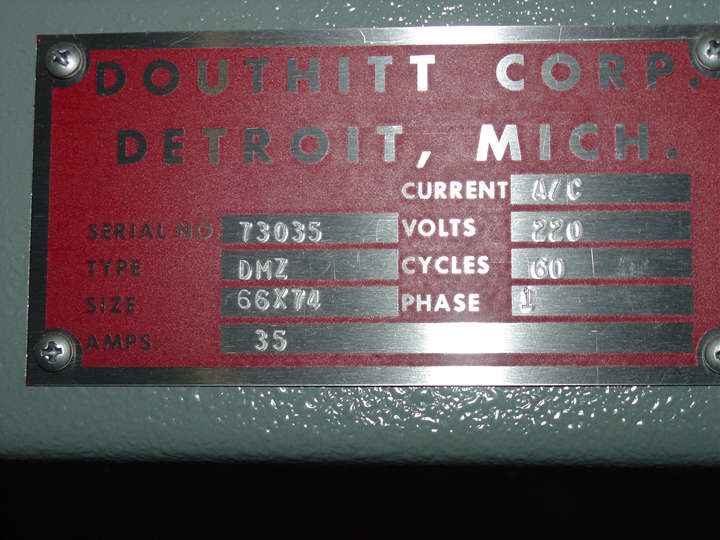 DOUTHITT CORP.
DETROIT, MICH.
CURRENT A/C
SERIAL NO 73035 VOLTS 220
TYPE DMZ CYCLES 60
SIZE 66X74 PHASE 1
AMPS. 35